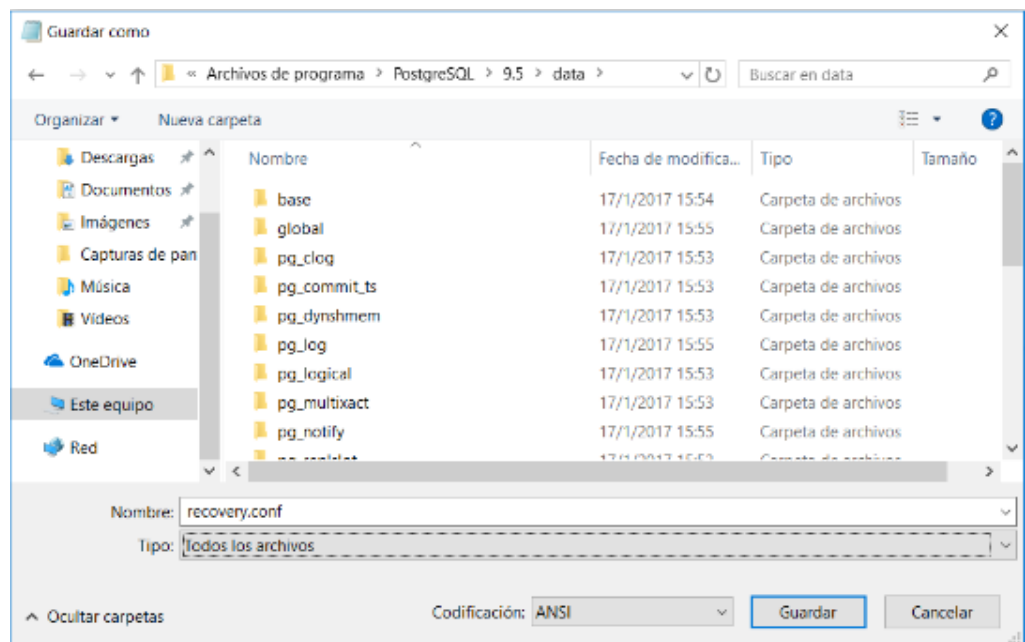 Guardar como
« Archivos de programa > PostgreSQL > 9.5 > data >
Buscar en data
Organizar
Nueva carpeta
Descargas
Documentos
Imágenes
Capturas de pan
Música
Vídeos
OneDrive
Este equipo
Red
Nombre Fecha de modifica... Tipo Tamaño
base 17/1/2017 15:54 Carpeta de archivos
global 17/1/2017 15:55 Carpeta de archivos
pg_clog 17/1/2017 15:53 Carpeta de archivos
pg_commit_ts 17/1/2017 15:53 Carpeta de archivos
pg_dynshmem 17/1/2017 15:53 Carpeta de archivos
pg_log 17/1/2017 15:55 Carpeta de archivos
pg_logical 17/1/2017 15:53 Carpeta de archivos
pg_multixact 17/1/2017 15:53 Carpeta de archivos
pg_notify 17/1/2017 15:55 Carpeta de archivos
Nombre: recovery.conf
Tipo: Todos los archivos
Ocultar carpetas
Codificación: ANSI
Guardar
Cancelar